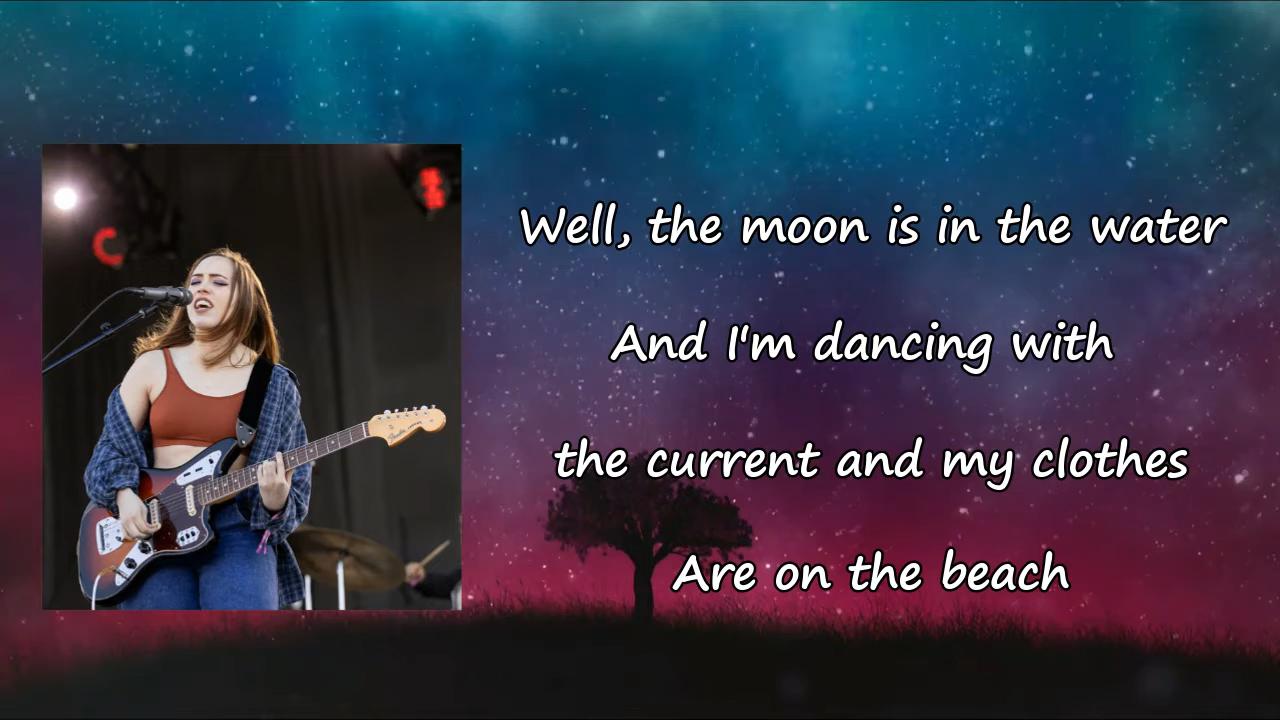 Well, the moon is in the water
And I'm dancing with
the current and my clothes
Are on the beach